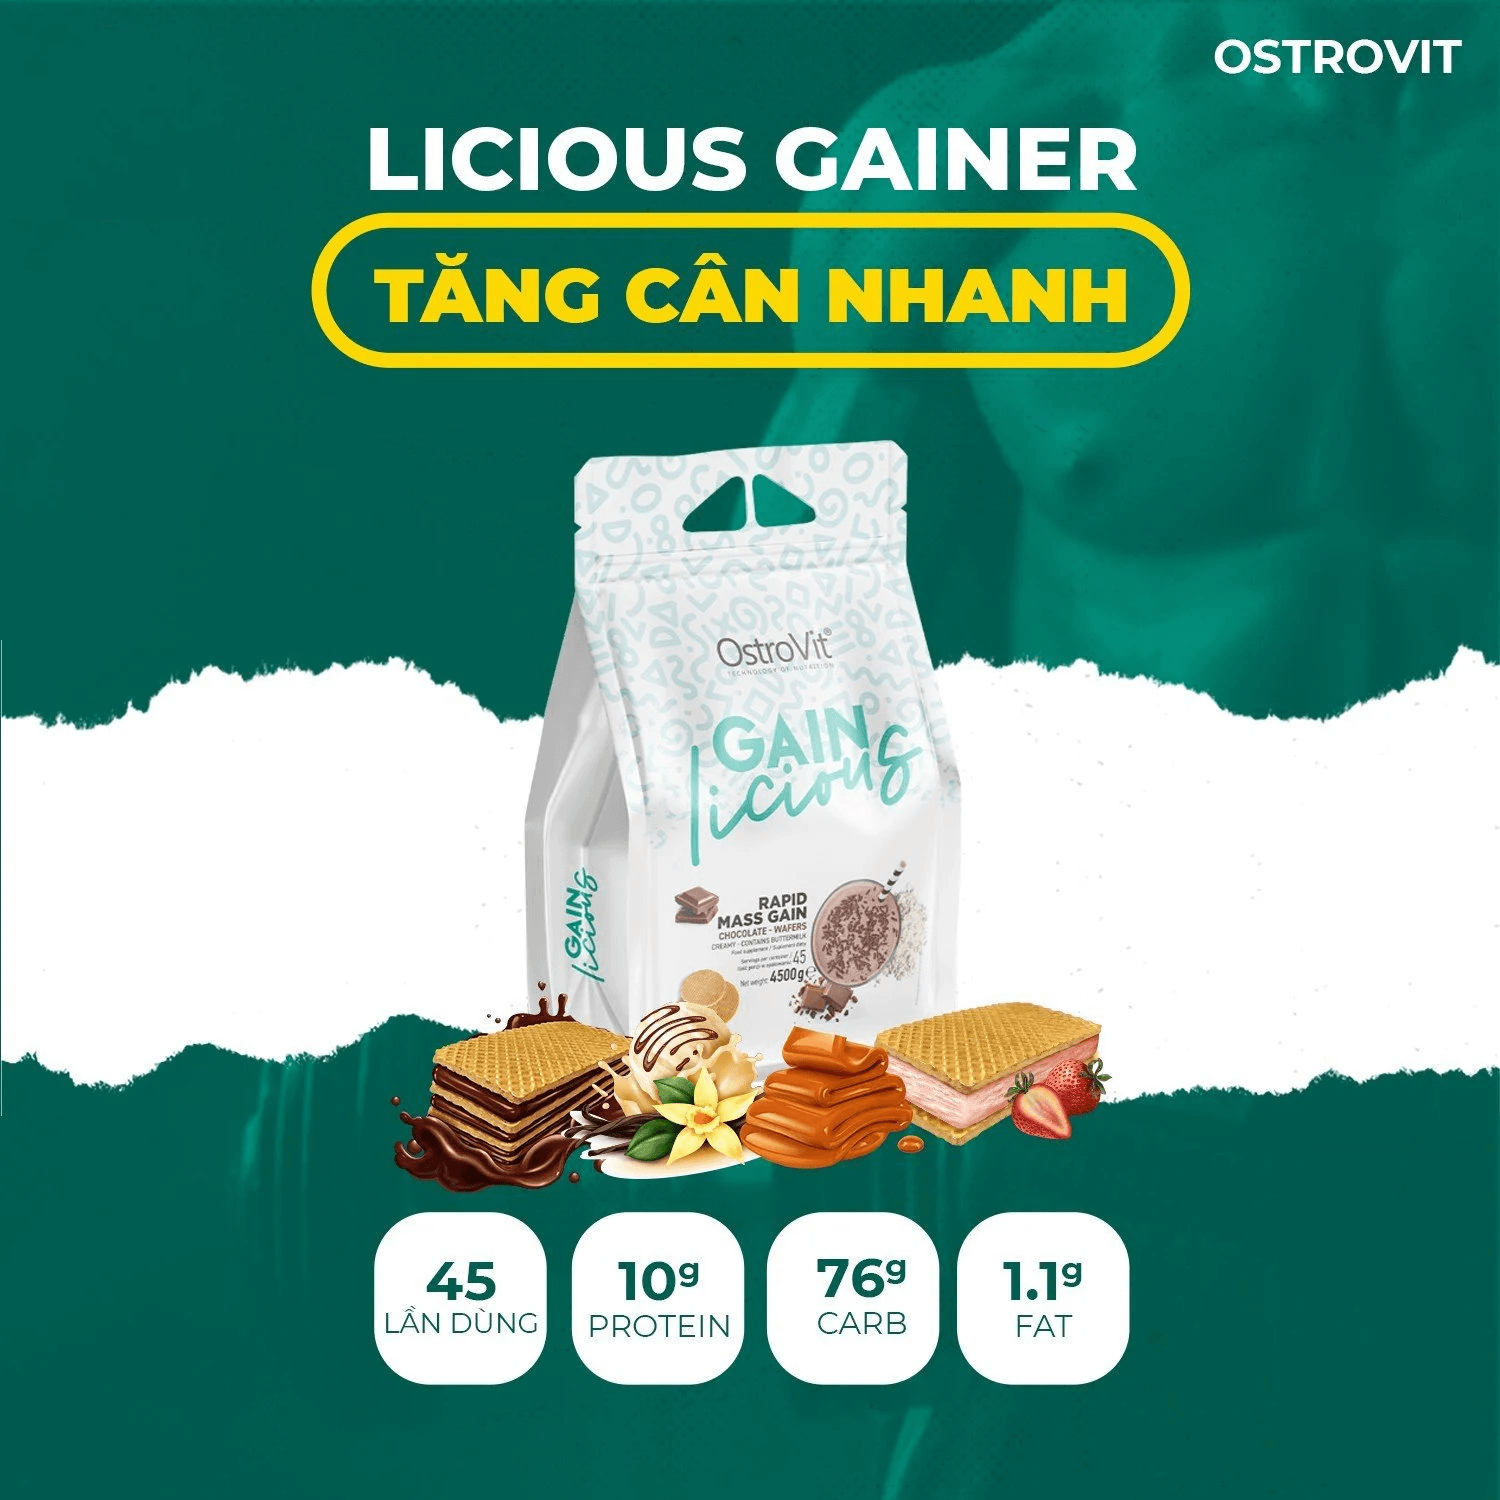 OSTROVIT
LICIOUS GAINER
TĂNG CÂN NHANH
OstroVit®
TECHNOLOGY OF NUTRITION
GAIN
licious
GAIN
licious
RAPID
MASS GAIN
CHOCOLATE - WAFERS
CREAMY - CONTAINS BUTTERMILK
Food supplement / Suplement diety
Servings per container / 45
Net weight: 4500 g ℮
45
LẦN DÙNG
10g
PROTEIN
76g
CARB
1.1g
FAT